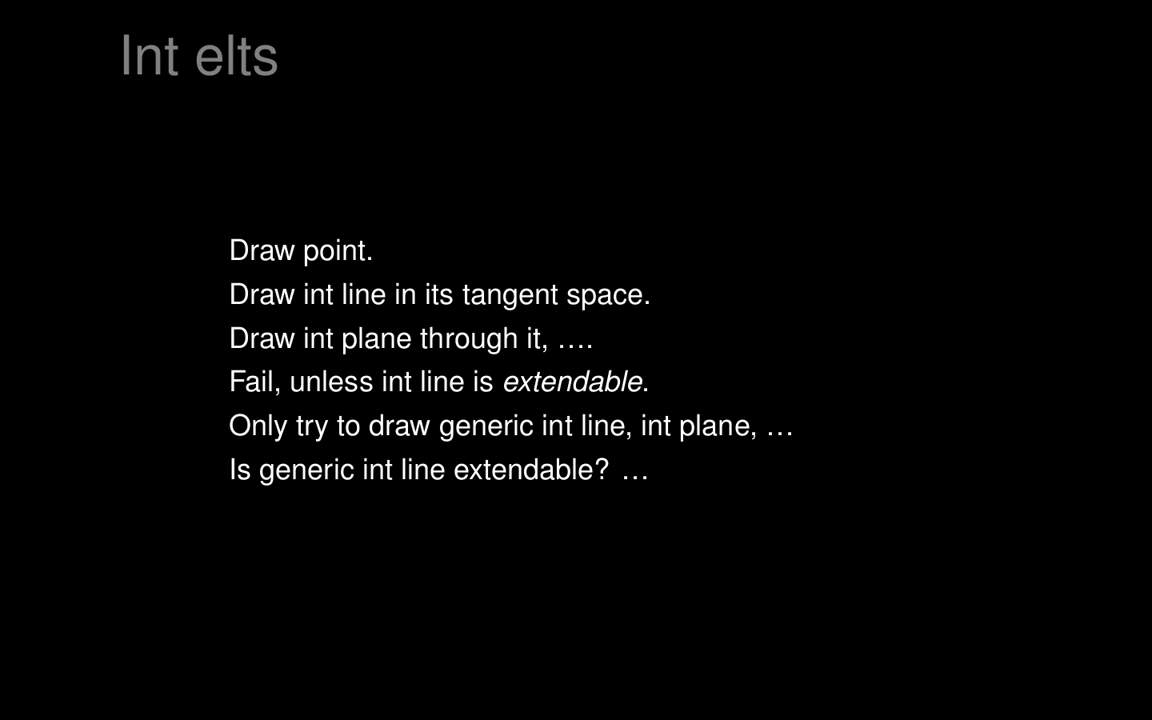 Int elts
Draw point.
Draw int line in its tangent space.
Draw int plane through it, ….
Fail, unless int line is extendable.
Only try to draw generic int line, int plane, …
Is generic int line extendable? …